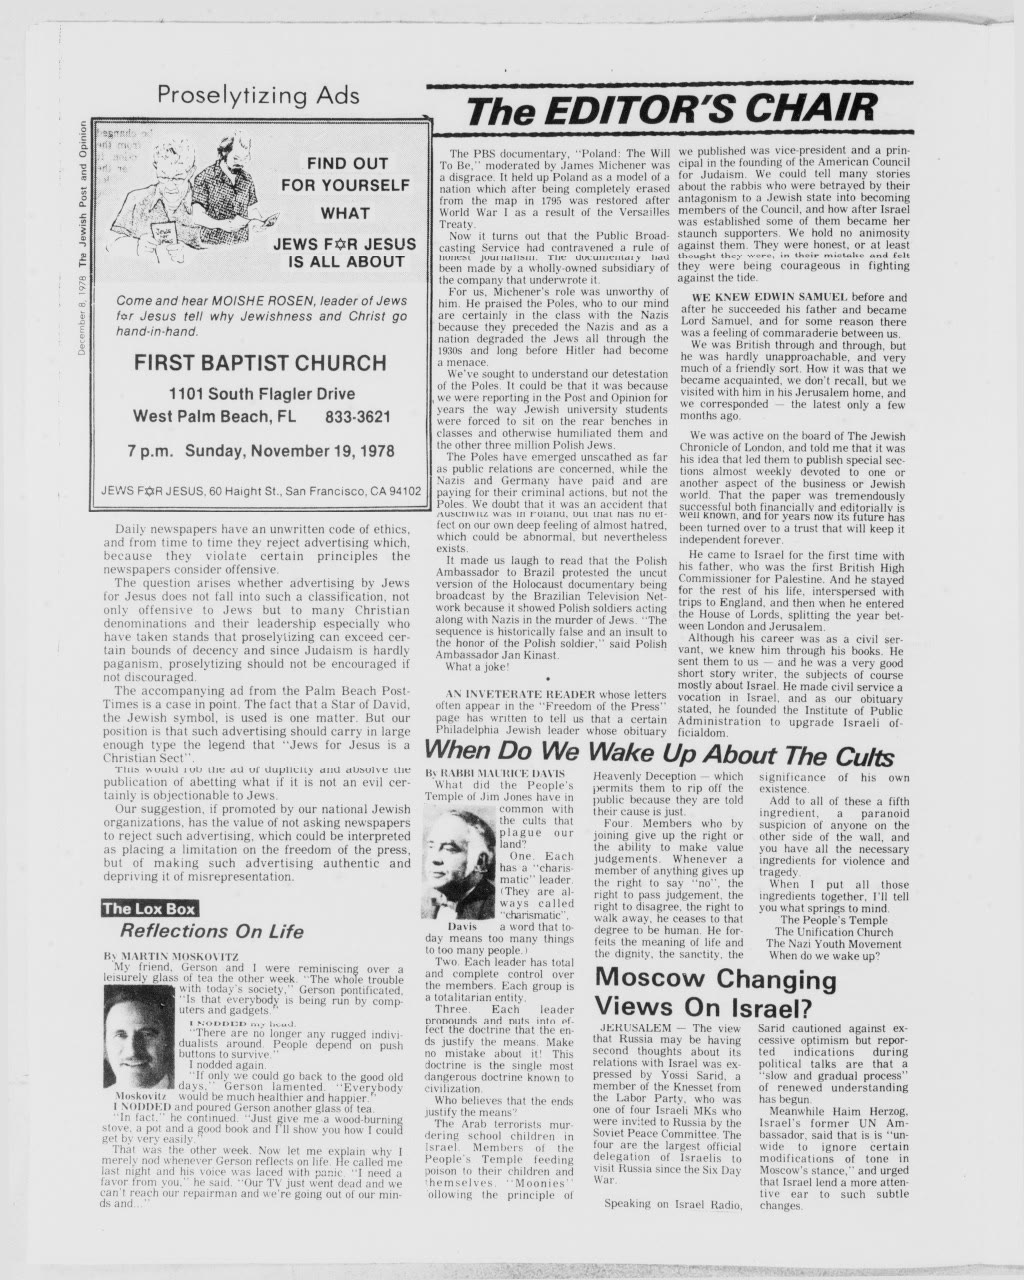 December 8, 1978 The Jewish Post and Opinion
Proselytizing Ads
FIND OUT
FOR YOURSELF
WHAT
JEWS F✡R JESUS
IS ALL ABOUT
Come and hear MOISHE ROSEN, leader of Jews
for Jesus tell why Jewishness and Christ go
hand-in-hand.
FIRST BAPTIST CHURCH
1101 South Flagler Drive
West Palm Beach, FL 833-3621
7 p.m. Sunday, November 19, 1978
JEWS F✡R JESUS, 60 Haight St., San Francisco, CA 94102
Daily newspapers have an unwritten code of ethics,
and from time to time they reject advertising which,
because they violate certain principles the
newspapers consider offensive.
The question arises whether advertising by Jews
for Jesus does not fall into such a classification, not
only offensive to Jews but to many Christian
denominations and their leadership especially who
have taken stands that proselytizing can exceed cer-
tain bounds of decency and since Judaism is hardly
paganism, proselytizing should not be encouraged if
not discouraged.
The accompanying ad from the Palm Beach Post-
Times is a case in point. The fact that a Star of David,
the Jewish symbol, is used is one matter. But our
position is that such advertising should carry in large
enough type the legend that "Jews for Jesus is a
Christian Sect".
This would rob the ad of duplicity and absolve the
publication of abetting what if it is not an evil cer-
tainly is objectionable to Jews.
Our suggestion, if promoted by our national Jewish
organizations, has the value of not asking newspapers
to reject such advertising, which could be interpreted
as placing a limitation on the freedom of the press,
but of making such advertising authentic and
depriving it of misrepresentation.
The Lox Box
Reflections On Life
By MARTIN MOSKOVITZ
"My friend, Gerson and I were reminiscing over a
leisurely glass of tea the other week. "The whole trouble
with today's society," Gerson pontificated,
"Is that everybody is being run by comp-
uters and gadgets."
I NODDED my head.
"There are no longer any rugged indivi-
dualists around. People depend on push
buttons to survive."
I nodded again.
"If only we could go back to the good old
days," Gerson lamented. "Everybody
would be much healthier and happier."
Moskovitz
I NODDED and poured Gerson another glass of tea.
"In fact," he continued. "Just give me a wood-burning
stove, a pot and a good book and I'll show you how I could
get by very easily."
That was the other week. Now let me explain why I
merely nod whenever Gerson reflects on life. He called me
last night and his voice was laced with panic. "I need a
favor from you," he said. "Our TV just went dead and we
can't reach our repairman and we're going out of our min-
ds and..."
The EDITOR'S CHAIR
The PBS documentary, "Poland: The Will
To Be," moderated by James Michener was
a disgrace. It held up Poland as a model of a
nation which after being completely erased
from the map in 1795 was restored after
World War I as a result of the Versailles
Treaty.
Now it turns out that the Public Broad-
casting Service had contravened a rule of
honest journalism. The documentary had
been made by a wholly-owned subsidiary of
the company that underwrote it.
For us, Michener's role was unworthy of
him. He praised the Poles, who to our mind
are certainly in the class with the Nazis
because they preceded the Nazis and as a
nation degraded the Jews all through the
1930s and long before Hitler had become
a menace.
We've sought to understand our detestation
of the Poles. It could be that it was because
we were reporting in the Post and Opinion for
years the way Jewish university students
were forced to sit on the rear benches in
classes and otherwise humiliated them and
the other three million Polish Jews.
The Poles have emerged unscathed as far
as public relations are concerned, while the
Nazis and Germany have paid and are
paying for their criminal actions, but not the
Poles. We doubt that it was an accident that
Auschwitz was in Poland, but that has no ef-
fect on our own deep feeling of almost hatred,
which could be abnormal, but nevertheless
exists.
It made us laugh to read that the Polish
Ambassador to Brazil protested the uncut
version of the Holocaust documentary being
broadcast by the Brazilian Television Net-
work because it showed Polish soldiers acting
along with Nazis in the murder of Jews. "The
sequence is historically false and an insult to
the honor of the Polish soldier," said Polish
Ambassador Jan Kinast.
What a joke!
•
AN INVETERATE READER whose letters
often appear in the "Freedom of the Press"
page has written to tell us that a certain
Philadelphia Jewish leader whose obituary
we published was vice-president and a prin-
cipal in the founding of the American Council
for Judaism. We could tell many stories
about the rabbis who were betrayed by their
antagonism to a Jewish state into becoming
members of the Council, and how after Israel
was established some of them became her
staunch supporters. We hold no animosity
against them. They were honest, or at least
thought they were, in their mistake and felt
they were being courageous in fighting
against the tide.
WE KNEW EDWIN SAMUEL before and
after he succeeded his father and became
Lord Samuel, and for some reason there
was a feeling of commaraderie between us.
We was British through and through, but
he was hardly unapproachable, and very
much of a friendly sort. How it was that we
became acquainted, we don't recall, but we
visited with him in his Jerusalem home, and
we corresponded — the latest only a few
months ago.
We was active on the board of The Jewish
Chronicle of London, and told me that it was
his idea that led them to publish special sec-
tions almost weekly devoted to one or
another aspect of the business or Jewish
world. That the paper was tremendously
successful both financially and editorially is
well known, and for years now its future has
been turned over to a trust that will keep it
independent forever.
He came to Israel for the first time with
his father, who was the first British High
Commissioner for Palestine. And he stayed
for the rest of his life, interspersed with
trips to England, and then when he entered
the House of Lords, splitting the year bet-
ween London and Jerusalem.
Although his career was as a civil ser-
vant, we knew him through his books. He
sent them to us — and he was a very good
short story writer, the subjects of course
mostly about Israel. He made civil service a
vocation in Israel, and as our obituary
stated, he founded the Institute of Public
Administration to upgrade Israeli of-
ficialdom.
When Do We Wake Up About The Cults
By RABBI MAURICE DAVIS
What did the People's
Temple of Jim Jones have in
common with
the cults that
plague our
land?
One. Each
has a "charis-
matic" leader.
(They are al-
ways called
"charismatic",
Davis
a word that to-
day means too many things
to too many people.)
Two. Each leader has total
and complete control over
the members. Each group is
a totalitarian entity.
Three. Each leader
propounds and puts into ef-
fect the doctrine that the en-
ds justify the means. Make
no mistake about it! This
doctrine is the single most
dangerous doctrine known to
civilization.
Who believes that the ends
justify the means?
The Arab terrorists mur-
dering school children in
Israel. Members of the
People's Temple feeding
poison to their children and
themselves. "Moonies"
following the principle of
Heavenly Deception — which
permits them to rip off the
public because they are told
their cause is just.
Four. Members who by
joining give up the right or
the ability to make value
judgements. Whenever a
member of anything gives up
the right to say "no", the
right to pass judgement, the
right to disagree, the right to
walk away, he ceases to that
degree to be human. He for-
feits the meaning of life and
the dignity, the sanctity, the
significance of his own
existence.
Add to all of these a fifth
ingredient, a paranoid
suspicion of anyone on the
other side of the wall, and
you have all the necessary
ingredients for violence and
tragedy.
When I put all those
ingredients together, I'll tell
you what springs to mind.
The People's Temple
The Unification Church
The Nazi Youth Movement
When do we wake up?
Moscow Changing
Views On Israel?
JERUSALEM — The view
that Russia may be having
second thoughts about its
relations with Israel was ex-
pressed by Yossi Sarid, a
member of the Knesset from
the Labor Party, who was
one of four Israeli MKs who
were invited to Russia by the
Soviet Peace Committee. The
four are the largest official
delegation of Israelis to
visit Russia since the Six Day
War.
Speaking on Israel Radio,
Sarid cautioned against ex-
cessive optimism but repor-
ted indications during
political talks are that a
"slow and gradual process"
of renewed understanding
has begun.
Meanwhile Haim Herzog,
Israel's former UN Am-
bassador, said that is is "un-
wide to ignore certain
modifications of tone in
Moscow's stance," and urged
that Israel lend a more atten-
tive ear to such subtle
changes.